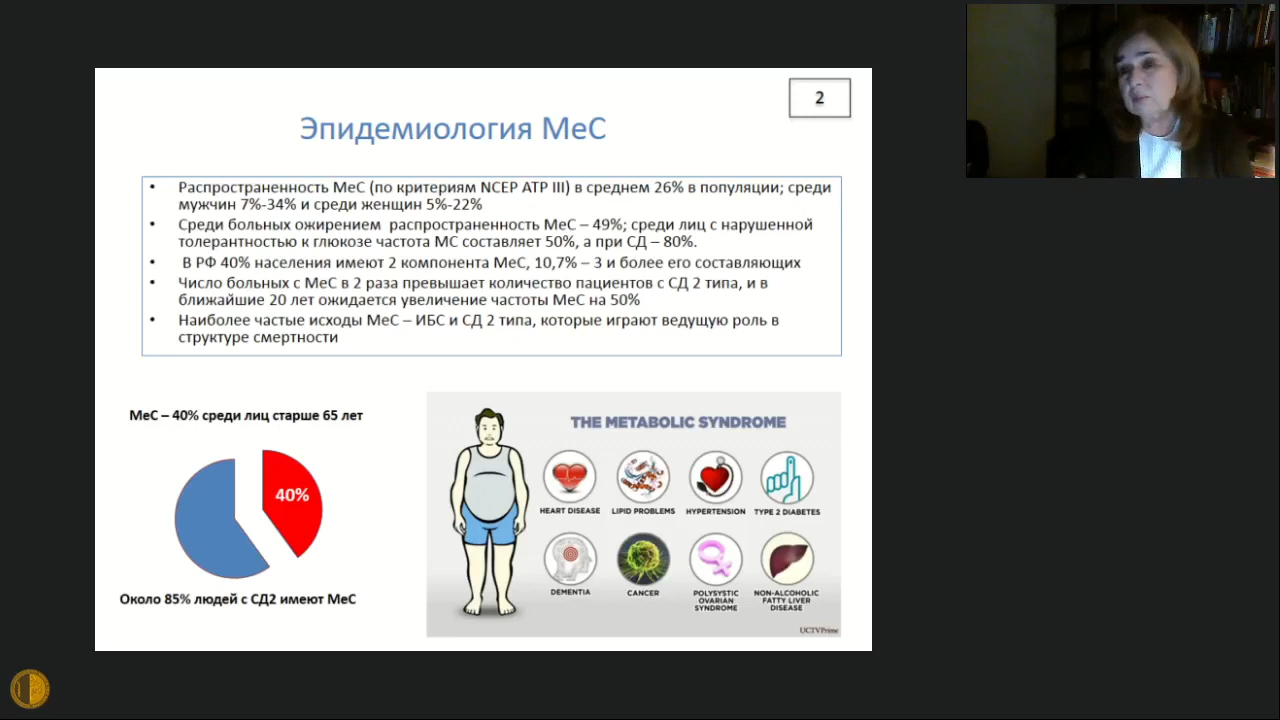 2
Эпидемиология МеС
• Распространенность МеС (по критериям NCEP ATP III) в среднем 26% в популяции; среди
мужчин 7%-34% и среди женщин 5%-22%
• Среди больных ожирением распространенность МеС – 49%; среди лиц с нарушенной
толерантностью к глюкозе частота МС составляет 50%, а при СД – 80%.
• В РФ 40% населения имеют 2 компонента МеС, 10,7% – 3 и более его составляющих
• Число больных с МеС в 2 раза превышает количество пациентов с СД 2 типа, и в
ближайшие 20 лет ожидается увеличение частоты МеС на 50%
• Наиболее частые исходы МеС – ИБС и СД 2 типа, которые играют ведущую роль в
структуре смертности
МеС – 40% среди лиц старше 65 лет
40%
Около 85% людей с СД2 имеют МеС
THE METABOLIC SYNDROME
HEART DISEASE
LIPID PROBLEMS
HYPERTENSION
TYPE 2 DIABETES
DEMENTIA
CANCER
POLYSYSTIC
OVARIAN
SYNDROME
NON-ALCOHOLIC
FATTY LIVER
DISEASE
UCTVPrime